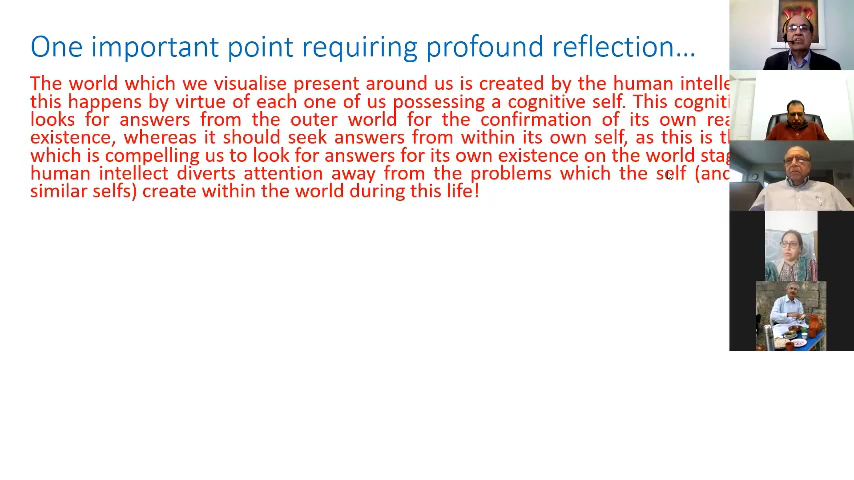 One important point requiring profound reflection...
The world which we visualise present around us is created by the human
this happens by virtue of each one of us possessing a cognitive self. This
looks for answers from the outer world for the confirmation of its own
existence, whereas it should seek answers from within its own self, as this is
which is compelling us to look for answers for its own existence on the world
human intellect diverts attention away from the problems which the self (and
similar selfs) create within the world during this life!